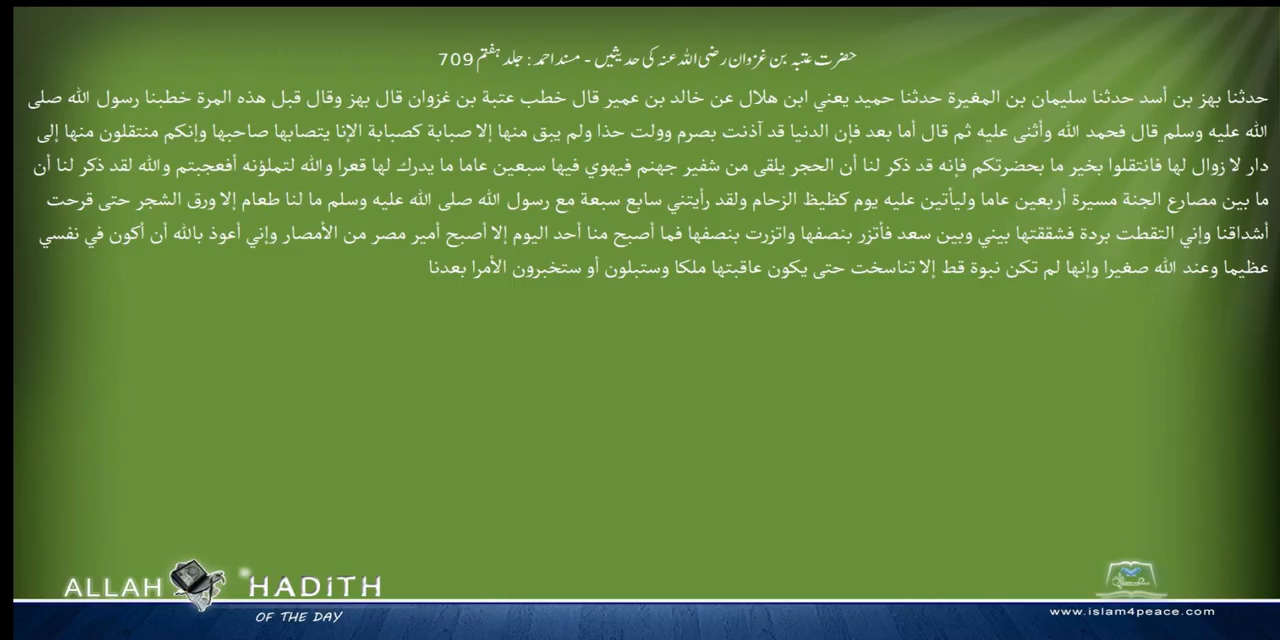 حضرت عتبہ بن غزوان رضی اللہ عنہ کی حدیثیں - مسند احمد : جلد ہفتم 709
حدثنا بهز بن أسد حدثنا سليمان بن المغيرة حدثنا حميد يعني ابن هلال عن خالد بن عمير قال خطب عتبة بن غزوان قال بهز وقال قبل هذه المرة خطبنا رسول الله صلى
الله عليه وسلم قال فحمد الله وأثنى عليه ثم قال أما بعد فإن الدنيا قد آذنت بصرم وولت حذا ولم يبق منها إلا صبابة كصبابة الإنا يتصابها صاحبها وإنكم منتقلون منها إلى
دار لا زوال لها فانتقلوا بخير ما بحضرتكم فإنه قد ذكر لنا أن الحجر يلقى من شفير جهنم فيهوي فيها سبعين عاما ما يدرك لها قعرا والله لتملؤنه أفعجبتم والله لقد ذكر لنا أن
ما بين مصارع الجنة مسيرة أربعين عاما وليأتين عليه يوم كظيظ الزحام ولقد رأيتني سابع سبعة مع رسول الله صلى الله عليه وسلم ما لنا طعام إلا ورق الشجر حتى قرحت
أشداقنا وإني التقطت بردة فشققتها بيني وبين سعد فأتزر بنصفها واتزرت بنصفها فما أصبح منا أحد اليوم إلا أصبح أمير مصر من الأمصار وإني أعوذ بالله أن أكون في نفسي
عظيما وعند الله صغيرا وإنها لم تكن نبوة قط إلا تناسخت حتى يكون عاقبتها ملكا وستبلون أو ستخبرون الأمرا بعدنا
ALLAH HADITH
OF THE DAY
www.islam4peace.com